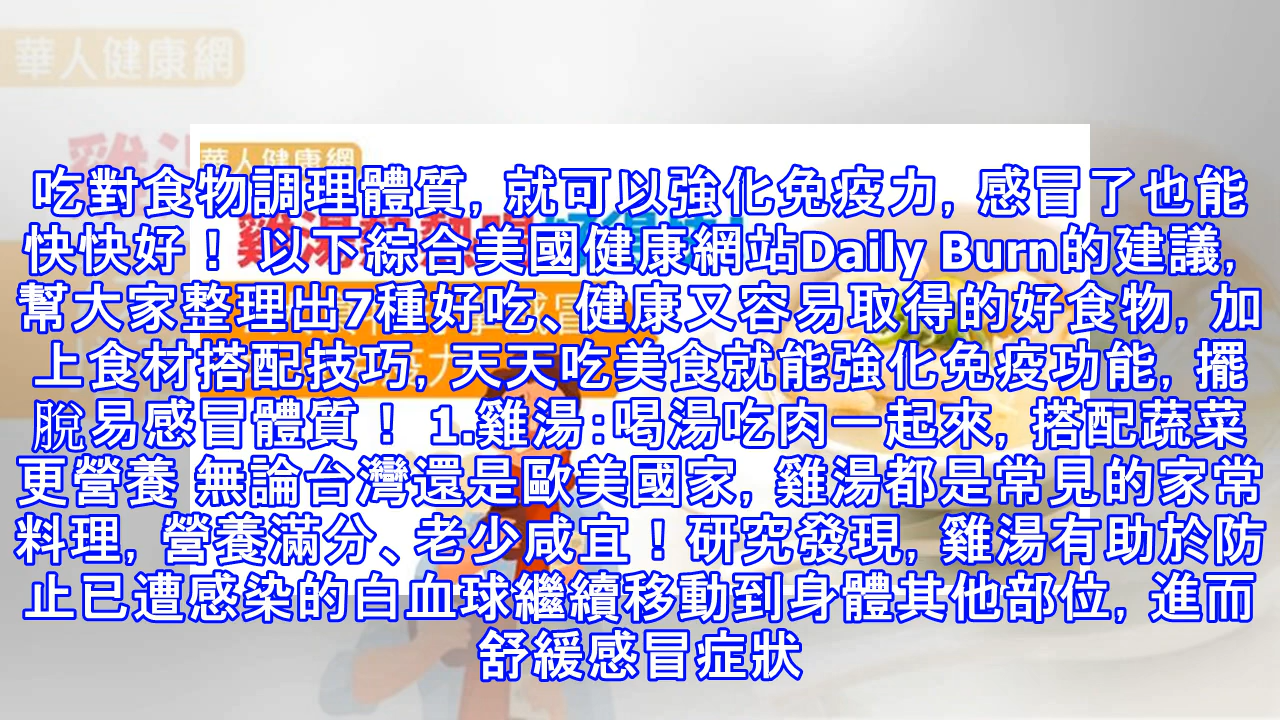 華人健康網
華人健康網
吃對食物調理體質, 就可以強化免疫力, 感冒了也能
快快好！ 以下綜合美國健康網站Daily Burn的建議,
幫大家整理出7種好吃、健康又容易取得的好食物, 加
上食材搭配技巧, 天天吃美食就能強化免疫功能, 擺
脫易感冒體質！ 1.雞湯:喝湯吃肉一起來, 搭配蔬菜
更營養 無論台灣還是歐美國家, 雞湯都是常見的家常
料理, 營養滿分、老少咸宜！研究發現, 雞湯有助於防
止已遭感染的白血球繼續移動到身體其他部位, 進而
舒緩感冒症狀